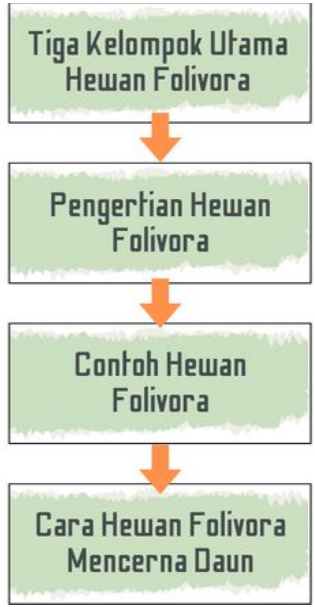 Tiga Kelompok Utama
Hewan Folivora
Pengertian Hewan
Folivora
Contoh Hewan
Folivora
Cara Hewan Folivora
Mencerna Daun